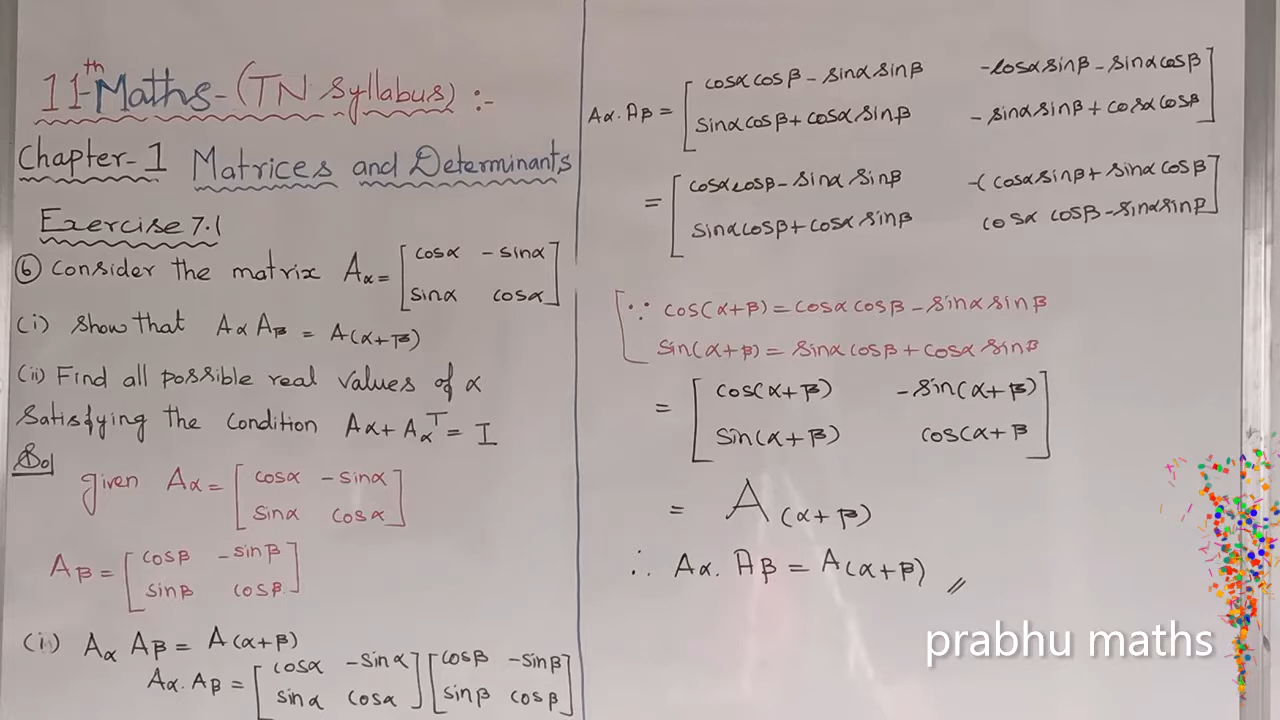 11th Maths - (TN Syllabus) :-
Chapter-1 Matrices and Determinants
Exercise 7.1
⑥ Consider the matrix Aα = [cosα -sinα
sinα cosα]
(i) show that Aα Aβ = A(α+β)
(ii) Find all possible real values of α
Satisfying the condition Aα + Aα^T = I
Sol
given Aα = [cosα -sinα
sinα cosα]
Aβ = [cosβ -sinβ
sinβ cosβ]
(i) Aα Aβ = A(α+β)
Aα. Aβ = [cosα -sinα [cosβ -sinβ
sinα cosα] sinβ cosβ]
Aα. Aβ = [cosα cosβ - sinα sinβ -cosα sinβ - sinα cosβ
sinα cosβ + cosα sinβ - sinα sinβ + cosα cosβ]
= [cosα cosβ - sinα sinβ -(cosα sinβ + sinα cosβ
sinα cosβ + cosα sinβ cosα cosβ - sinα sinβ]
[∵ cos(α+β) = cosα cosβ - sinα sinβ
sin(α+β) = sinα cosβ + cosα sinβ
= [cos(α+β) -sin(α+β)
sin(α+β) cos(α+β]
= A(α+β)
∴ Aα. Aβ = A(α+β) //
prabhu maths